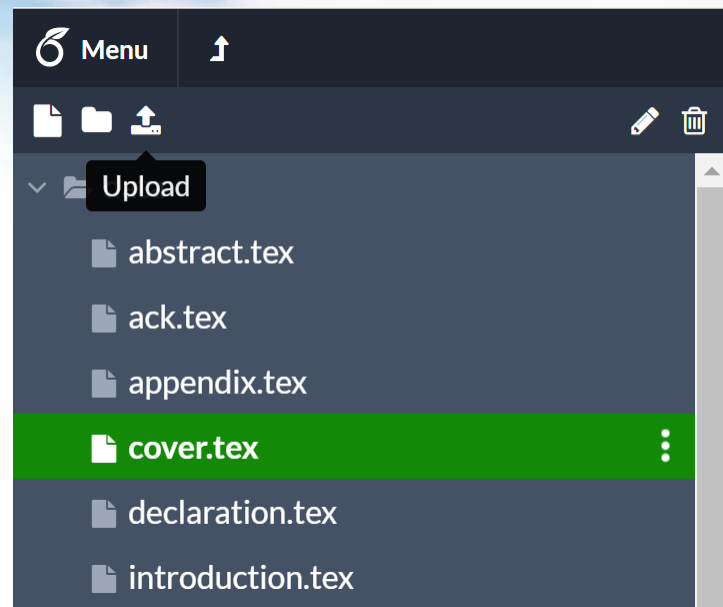 Menu
Upload
abstract.tex
ack.tex
appendix.tex
cover.tex
declaration.tex
introduction.tex